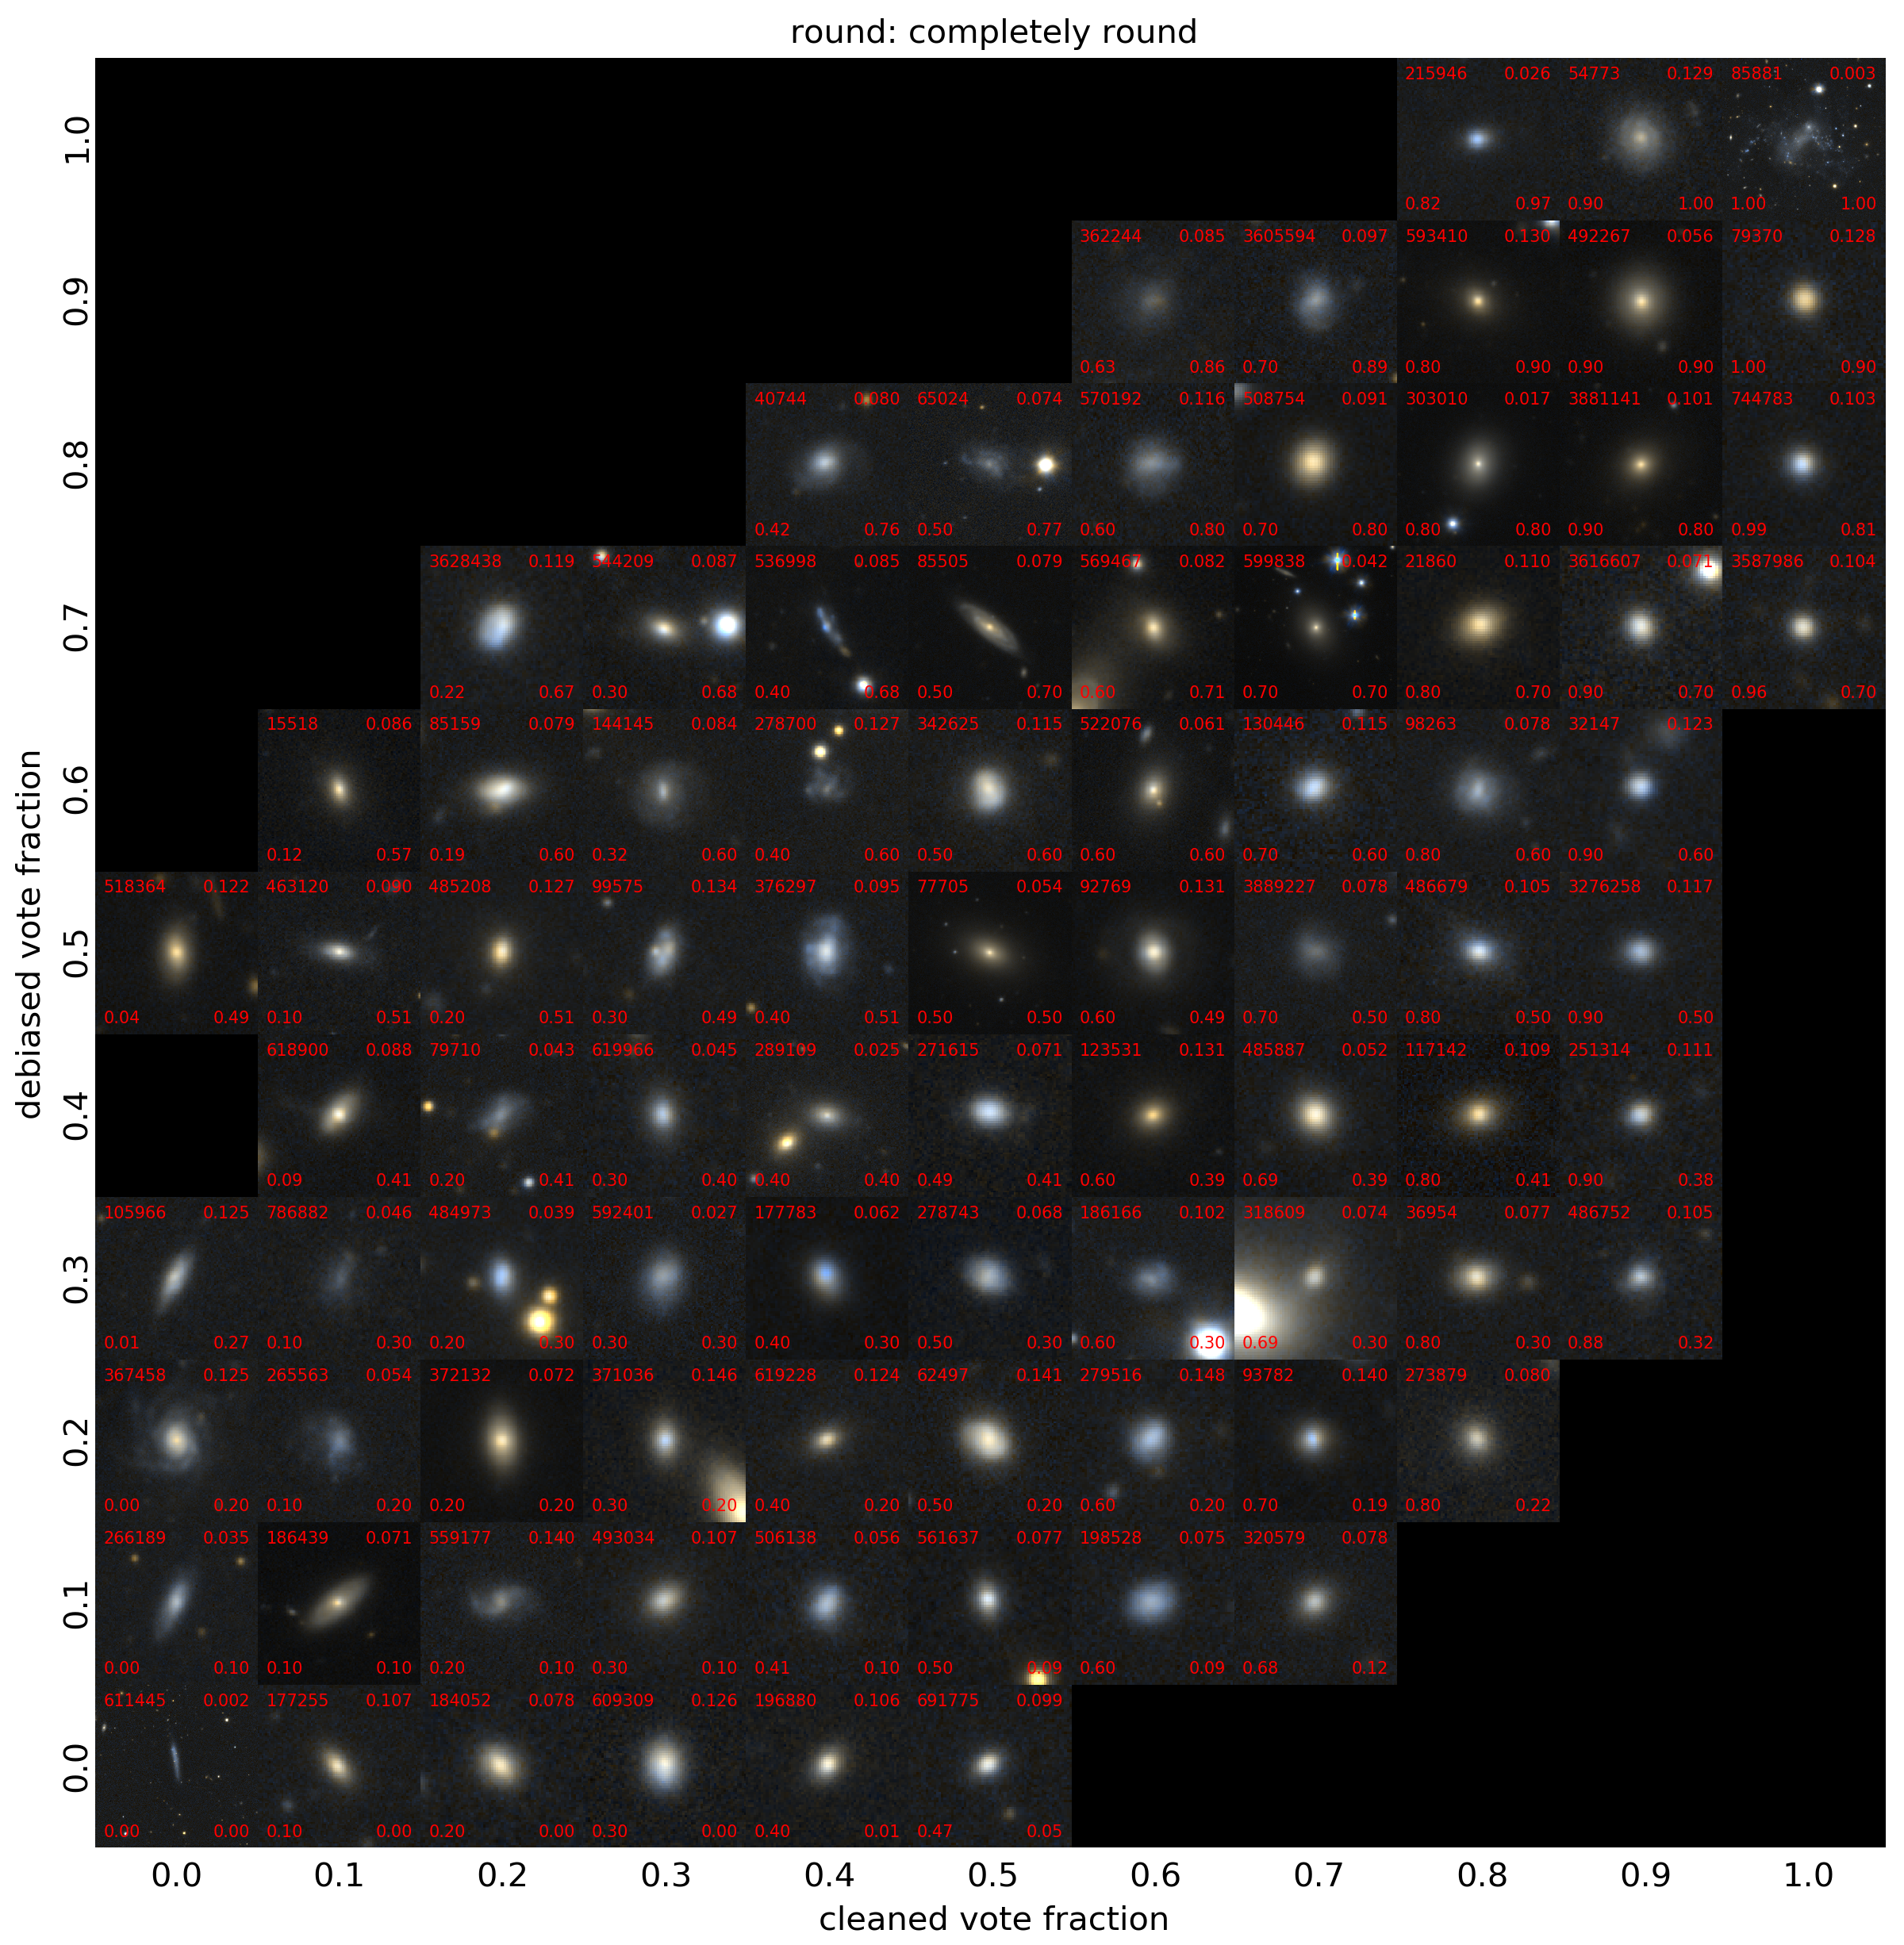 round: completely round
1.0
215946 0.026 54773 0.129 85881 0.003
0.82 0.97 0.90 1.00 1.00 1.00
0.9
362244 0.085 3605594 0.097 593410 0.130 492267 0.056 79370 0.128
0.63 0.86 0.70 0.89 0.80 0.90 0.90 0.90 1.00 0.90
0.8
40744 0.080 65024 0.074 570192 0.116 508754 0.091 303010 0.017 3881141 0.101 744783 0.103
0.42 0.76 0.50 0.77 0.60 0.80 0.70 0.80 0.80 0.80 0.90 0.80 0.99 0.81
0.7
3628438 0.119 544209 0.087 536998 0.085 85505 0.079 569467 0.082 599838 0.042 21860 0.110 3616607 0.071 3587986 0.104
0.22 0.67 0.30 0.68 0.40 0.68 0.50 0.70 0.60 0.71 0.70 0.70 0.80 0.70 0.90 0.70 0.96 0.70
0.6
15518 0.086 85159 0.079 144145 0.084 278700 0.127 342625 0.115 522076 0.061 130446 0.115 98263 0.078 32147 0.123
0.12 0.57 0.19 0.60 0.32 0.60 0.40 0.60 0.50 0.60 0.60 0.60 0.70 0.60 0.80 0.60 0.90 0.60
debiased vote fraction
0.5
518364 0.122 463120 0.090 485208 0.127 99575 0.134 376297 0.095 77705 0.054 92769 0.131 3889227 0.078 486679 0.105 3276258 0.117
0.04 0.49 0.10 0.51 0.20 0.51 0.30 0.49 0.40 0.51 0.50 0.50 0.60 0.49 0.70 0.50 0.80 0.50 0.90 0.50
0.4
618900 0.088 79710 0.043 619966 0.045 289109 0.025 271615 0.071 123531 0.131 485887 0.052 117142 0.109 251314 0.111
0.09 0.41 0.20 0.41 0.30 0.40 0.40 0.40 0.49 0.41 0.60 0.39 0.69 0.39 0.80 0.41 0.90 0.38
0.3
105966 0.125 786882 0.046 484973 0.039 592401 0.027 177783 0.062 278743 0.068 186166 0.102 318609 0.074 36954 0.077 486752 0.105
0.01 0.27 0.10 0.30 0.20 0.30 0.30 0.30 0.40 0.30 0.50 0.30 0.60 0.30 0.69 0.30 0.80 0.30 0.88 0.32
0.2
367458 0.125 265563 0.054 372132 0.072 371036 0.146 619228 0.124 62497 0.141 279516 0.148 93782 0.140 273879 0.080
0.00 0.20 0.10 0.20 0.20 0.20 0.30 0.20 0.40 0.20 0.50 0.20 0.60 0.20 0.70 0.19 0.80 0.22
0.1
266189 0.035 186439 0.071 559177 0.140 493034 0.107 506138 0.056 561637 0.077 198528 0.075 320579 0.078
0.00 0.10 0.10 0.10 0.20 0.10 0.30 0.10 0.41 0.10 0.50 0.09 0.60 0.09 0.68 0.12
0.0
611445 0.002 177255 0.107 184052 0.078 609309 0.126 196880 0.106 691775 0.099
0.00 0.00 0.10 0.00 0.20 0.00 0.30 0.00 0.40 0.01 0.47 0.05
0.0 0.1 0.2 0.3 0.4 0.5 0.6 0.7 0.8 0.9 1.0
cleaned vote fraction